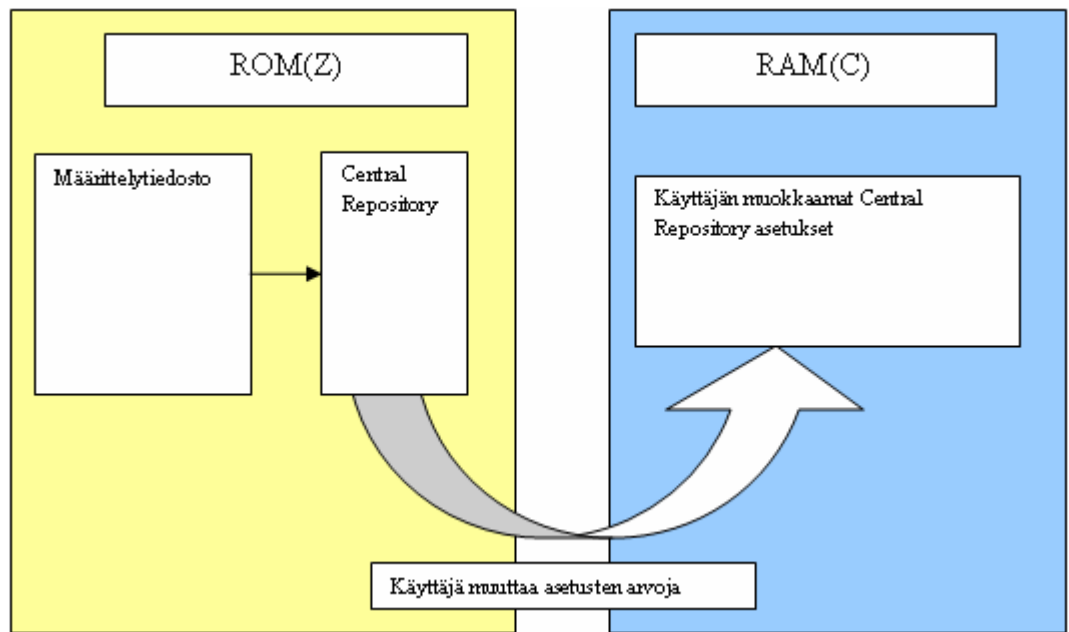 ROM(Z)
RAM(C)
Määrittelytiedosto
Central
Repository
Käyttäjän muokkaamat Central
Repository asetukset
Käyttäjä muuttaa asetusten arvoja